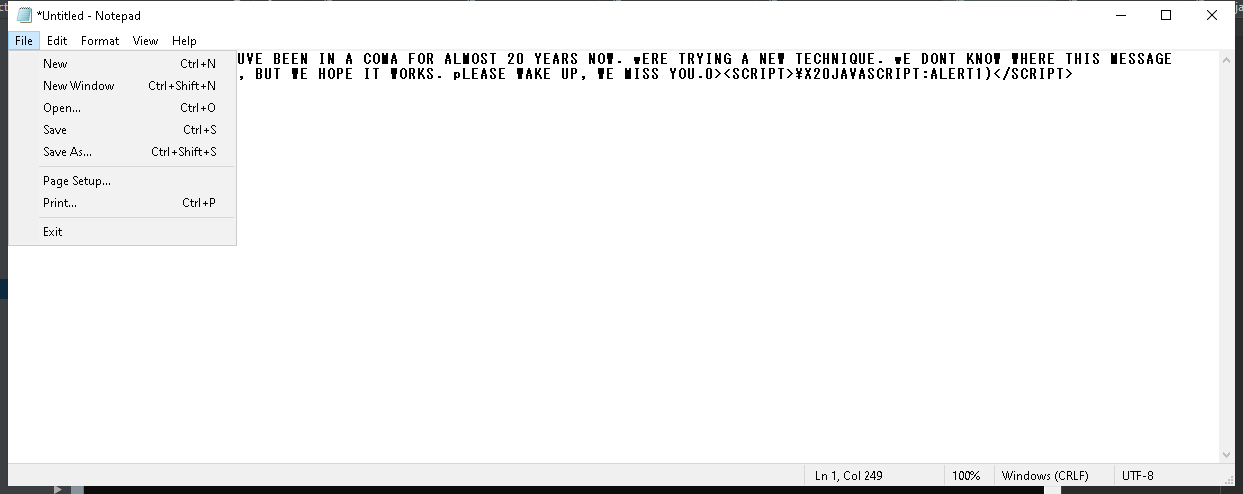 *Untitled - Notepad
File Edit Format View Help
UVE BEEN IN A COMA FOR ALMOST 20 YEARS NOW. wERE TRYING A NEW TECHNIQUE. wE DONT KNOW WHERE THIS MESSAGE
, BUT WE HOPE IT WORKS. pLEASE WAKE UP, WE MISS YOU.0><SCRIPT>¥X20JAVASCRIPT:ALERT1)</SCRIPT>
New Ctrl+N
New Window Ctrl+Shift+N
Open... Ctrl+O
Save Ctrl+S
Save As... Ctrl+Shift+S
Page Setup...
Print... Ctrl+P
Exit
Ln 1, Col 249 100% Windows (CRLF) UTF-8